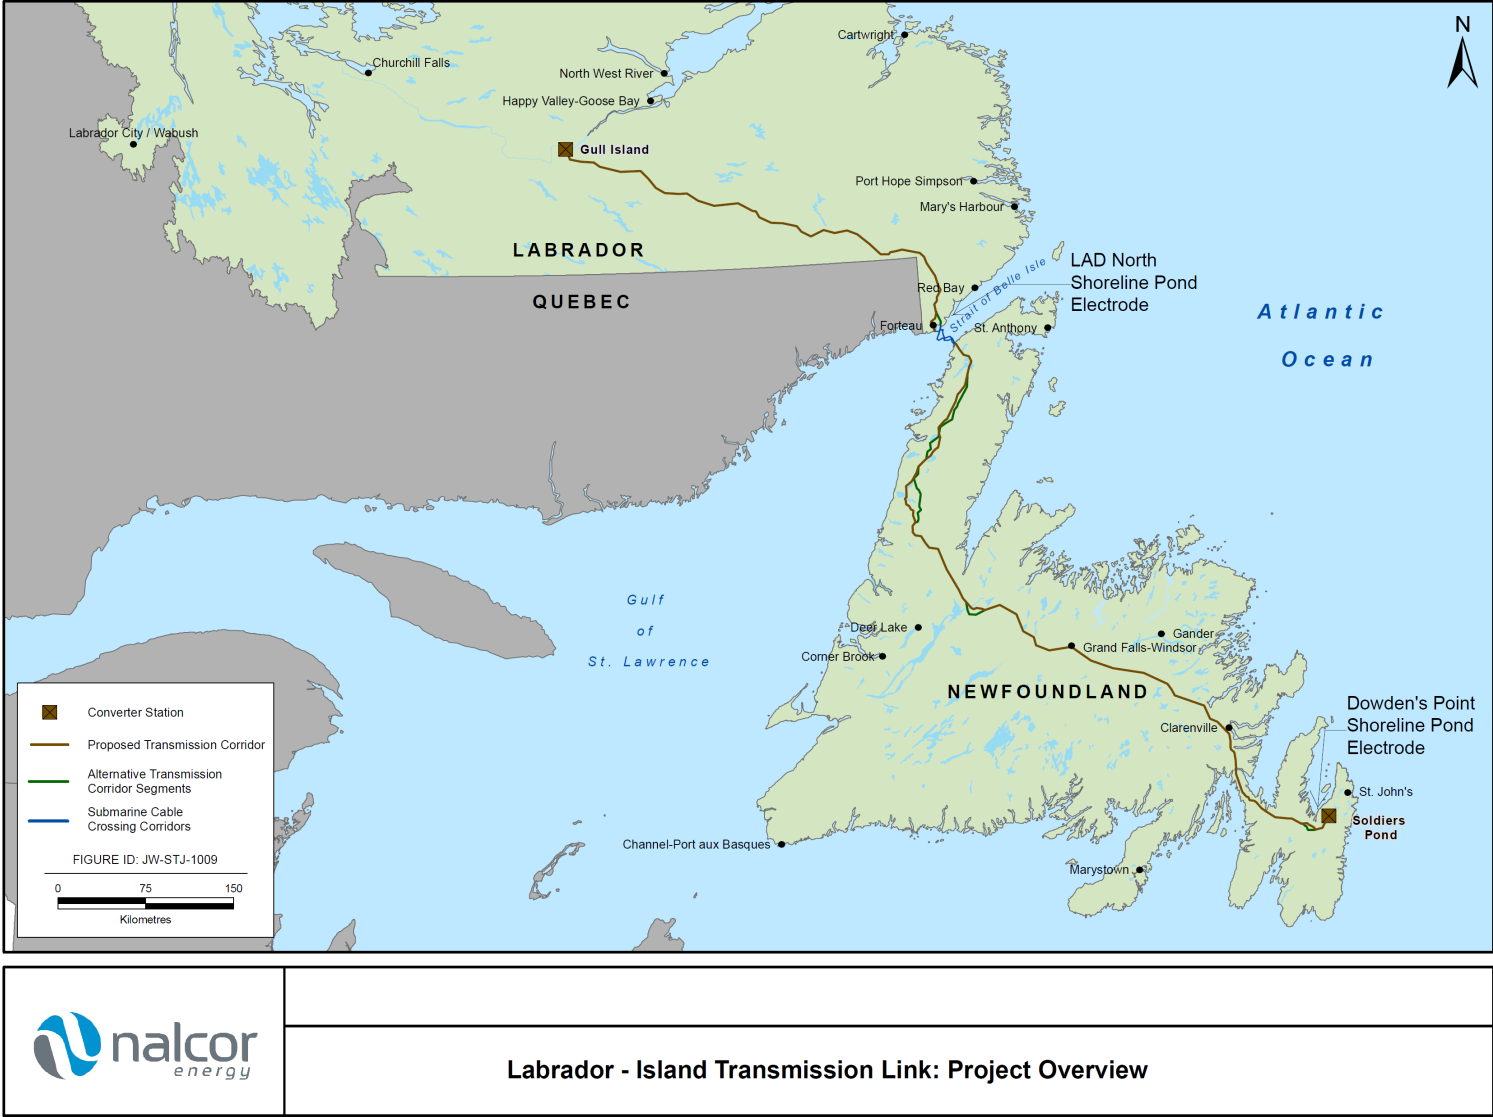 N
Cartwright
Churchill Falls
North West River
Happy Valley-Goose Bay
Labrador City / Wabush
Gull Island
Port Hope Simpson
Mary's Harbour
LABRADOR
QUEBEC
LAD North
Shoreline Pond
Electrode
Red Bay
Strait of Belle Isle
Forteau
St. Anthony
Atlantic
Ocean
Gulf
of
St. Lawrence
Deer Lake
Corner Brook
Gander
Grand Falls-Windsor
NEWFOUNDLAND
Clarenville
Dowden's Point
Shoreline Pond
Electrode
St. John's
Soldiers
Pond
Channel-Port aux Basques
Marystown
Converter Station
Proposed Transmission Corridor
Alternative Transmission
Corridor Segments
Submarine Cable
Crossing Corridors
FIGURE ID: JW-STJ-1009
0 75 150
Kilometres
nalcor
energy
Labrador - Island Transmission Link: Project Overview